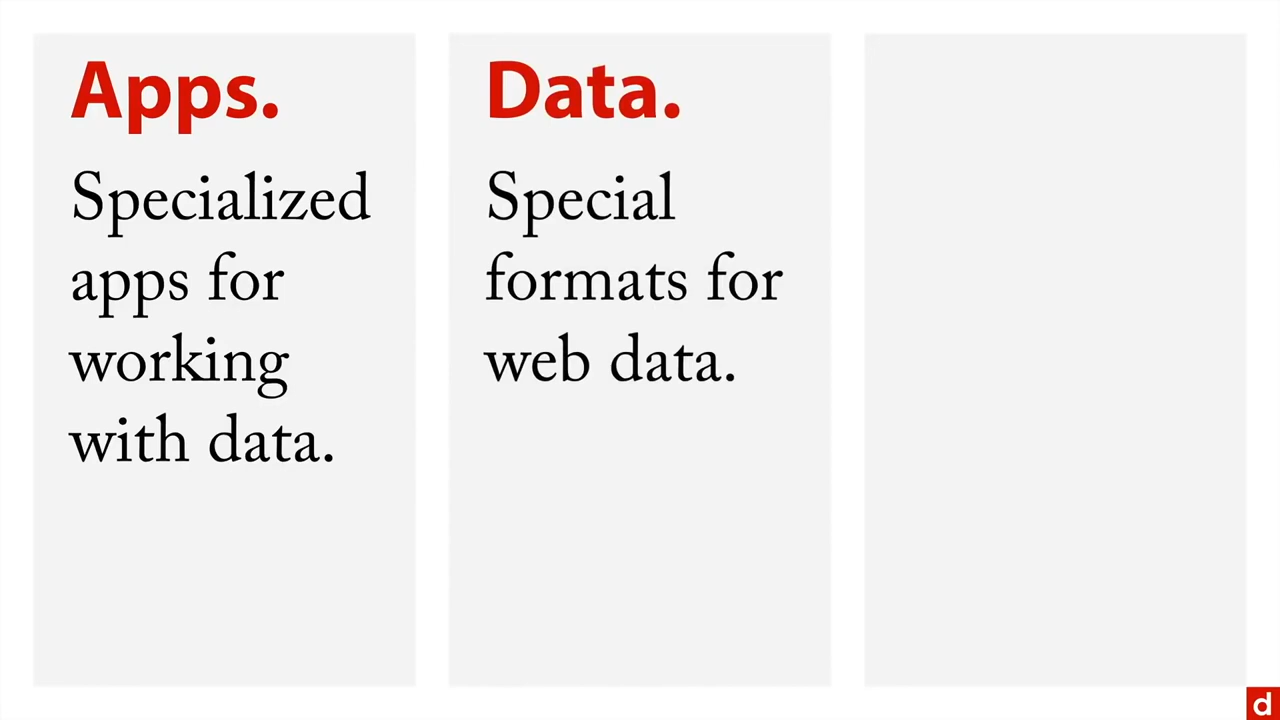 Apps.
Specialized
apps for
working
with data.
Data.
Special
formats for
web data.
d